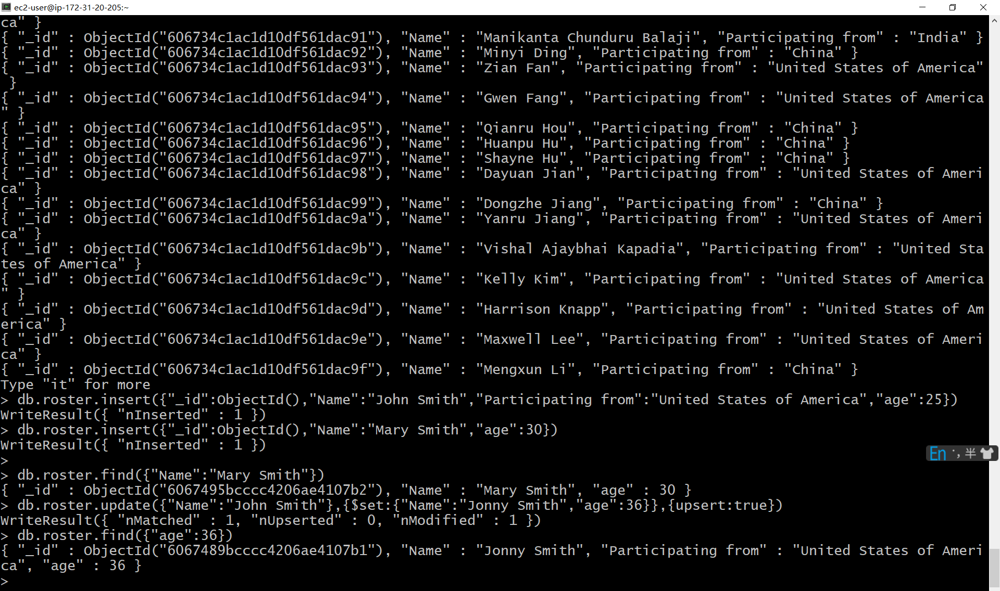 ec2-user@ip-172-31-20-205:~
ca" }
{ "_id" : ObjectId("606734c1ac1d10df561dac91"), "Name" : "Manikanta Chunduru Balaji", "Participating from" : "India" }
{ "_id" : ObjectId("606734c1ac1d10df561dac92"), "Name" : "Minyi Ding", "Participating from" : "China" }
{ "_id" : ObjectId("606734c1ac1d10df561dac93"), "Name" : "Zian Fan", "Participating from" : "United States of America"
 }
{ "_id" : ObjectId("606734c1ac1d10df561dac94"), "Name" : "Gwen Fang", "Participating from" : "United States of America
" }
{ "_id" : ObjectId("606734c1ac1d10df561dac95"), "Name" : "Qianru Hou", "Participating from" : "China" }
{ "_id" : ObjectId("606734c1ac1d10df561dac96"), "Name" : "Huanpu Hu", "Participating from" : "China" }
{ "_id" : ObjectId("606734c1ac1d10df561dac97"), "Name" : "Shayne Hu", "Participating from" : "China" }
{ "_id" : ObjectId("606734c1ac1d10df561dac98"), "Name" : "Dayuan Jian", "Participating from" : "United States of Ameri
ca" }
{ "_id" : ObjectId("606734c1ac1d10df561dac99"), "Name" : "Dongzhe Jiang", "Participating from" : "China" }
{ "_id" : ObjectId("606734c1ac1d10df561dac9a"), "Name" : "Yanru Jiang", "Participating from" : "United States of Ameri
ca" }
{ "_id" : ObjectId("606734c1ac1d10df561dac9b"), "Name" : "Vishal Ajaybhai Kapadia", "Participating from" : "United Sta
tes of America" }
{ "_id" : ObjectId("606734c1ac1d10df561dac9c"), "Name" : "Kelly Kim", "Participating from" : "United States of America
" }
{ "_id" : ObjectId("606734c1ac1d10df561dac9d"), "Name" : "Harrison Knapp", "Participating from" : "United States of Am
erica" }
{ "_id" : ObjectId("606734c1ac1d10df561dac9e"), "Name" : "Maxwell Lee", "Participating from" : "United States of Ameri
ca" }
{ "_id" : ObjectId("606734c1ac1d10df561dac9f"), "Name" : "Mengxun Li", "Participating from" : "China" }
Type "it" for more
> db.roster.insert({"_id":ObjectId(),"Name":"John Smith","Participating from":"United States of America","age":25})
WriteResult({ "nInserted" : 1 })
> db.roster.insert({"_id":ObjectId(),"Name":"Mary Smith","age":30})
WriteResult({ "nInserted" : 1 })
>
En ·, 半
> db.roster.find({"Name":"Mary Smith"})
{ "_id" : ObjectId("6067495bcccc4206ae4107b2"), "Name" : "Mary Smith", "age" : 30 }
> db.roster.update({"Name":"John Smith"},{$set:{"Name":"Jonny Smith","age":36}},{upsert:true})
WriteResult({ "nMatched" : 1, "nUpserted" : 0, "nModified" : 1 })
> db.roster.find({"age":36})
{ "_id" : ObjectId("6067489bcccc4206ae4107b1"), "Name" : "Jonny Smith", "Participating from" : "United States of Ameri
ca", "age" : 36 }
>